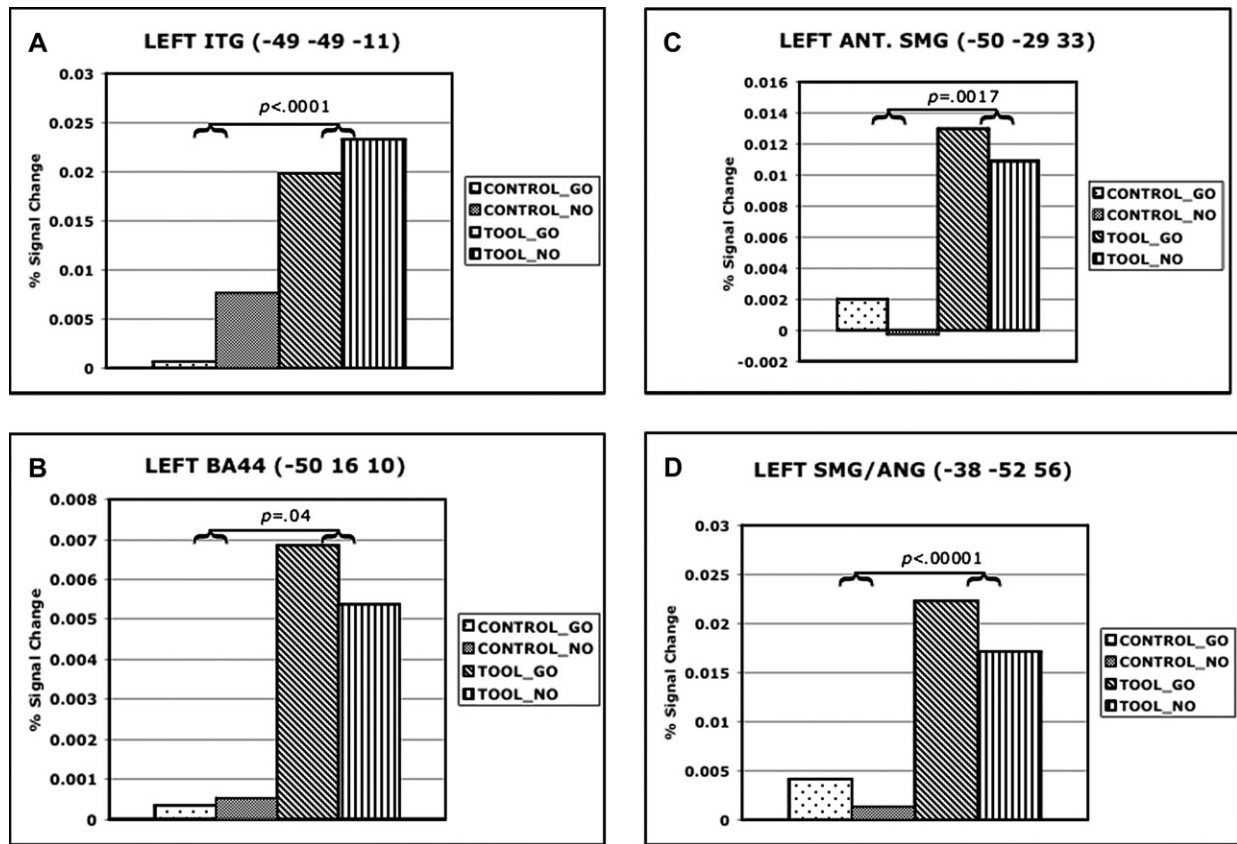 A
LEFT ITG (-49 -49 -11)
0.03
0.025
0.02
0.015
0.01
0.005
0
% Signal Change
p<.0001
CONTROL_GO
CONTROL_NO
TOOL_GO
TOOL_NO
C
LEFT ANT. SMG (-50 -29 33)
0.016
0.014
0.012
0.010
0.008
0.006
0.004
0.002
0
-0.002
% Signal Change
p=.0017
CONTROL_GO
CONTROL_NO
TOOL_GO
TOOL_NO
B
LEFT BA44 (-50 16 10)
0.008
0.007
0.006
0.005
0.004
0.003
0.002
0.001
0
% Signal Change
p=.04
CONTROL_GO
CONTROL_NO
TOOL_GO
TOOL_NO
D
LEFT SMG/ANG (-38 -52 56)
0.03
0.025
0.02
0.015
0.01
0.005
0
% Signal Change
p<.00001
CONTROL_GO
CONTROL_NO
TOOL_GO
TOOL_NO